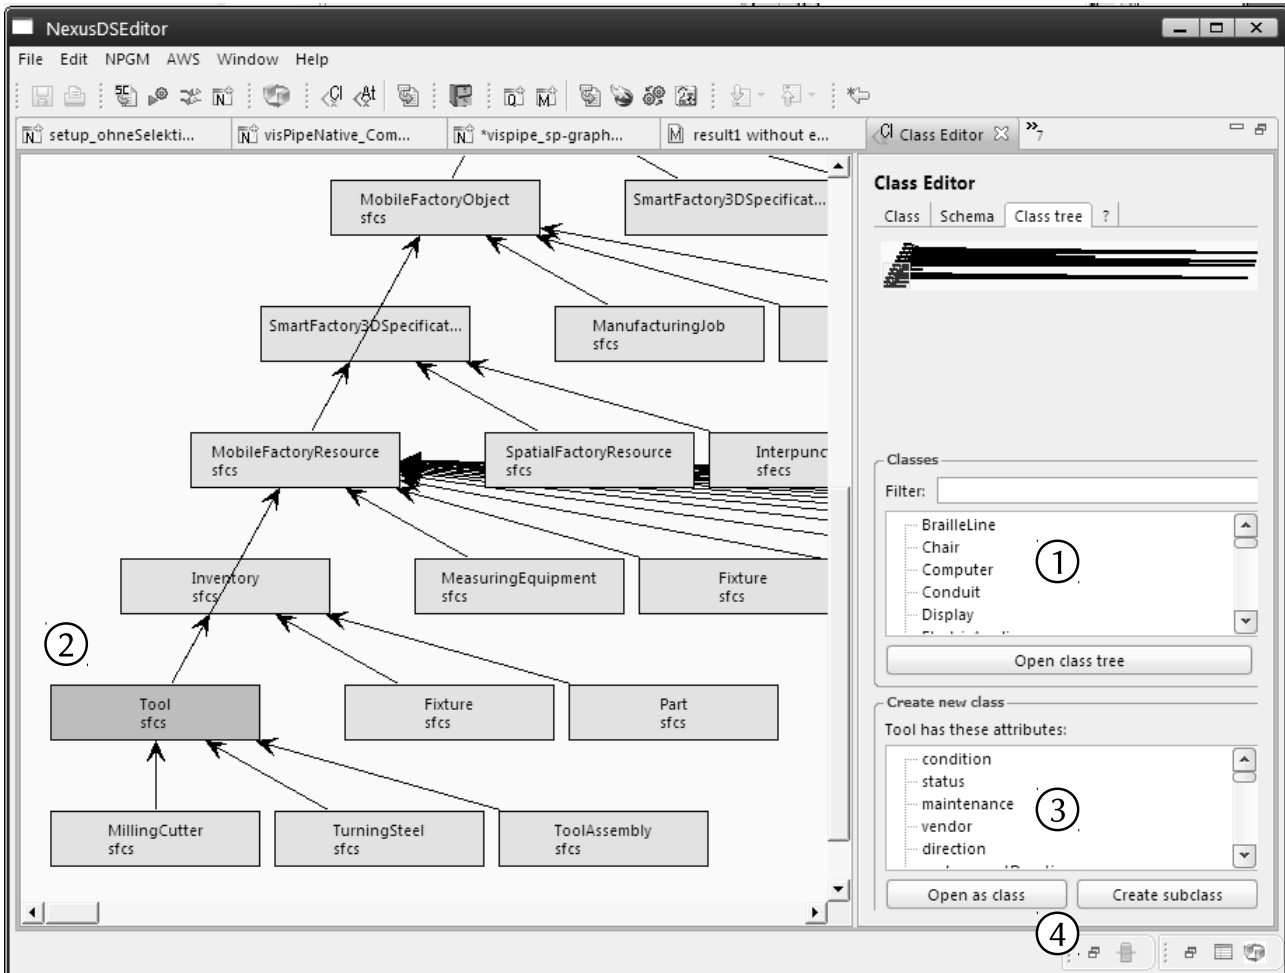 NexusDSEditor
File Edit NPGM AWS Window Help
setup_ohneSelekti...
visPipeNative_Com...
*vispipe_sp-graph...
result1 without e...
Class Editor
»7
MobileFactoryObject
sfcs
SmartFactory3DSpecificat...
SmartFactory3DSpecificat...
ManufacturingJob
sfcs
MobileFactoryResource
sfcs
SpatialFactoryResource
sfcs
Interpunc
sfecs
Inventory
sfcs
MeasuringEquipment
sfcs
Fixture
sfcs
2
Tool
sfcs
Fixture
sfcs
Part
sfcs
MillingCutter
sfcs
TurningSteel
sfcs
ToolAssembly
sfcs
Class Editor
Class Schema Class tree ?
Classes
Filter:
BrailleLine
Chair
Computer
Conduit
Display
1
Open class tree
Create new class
Tool has these attributes:
condition
status
maintenance
vendor
direction
3
Open as class
Create subclass
4